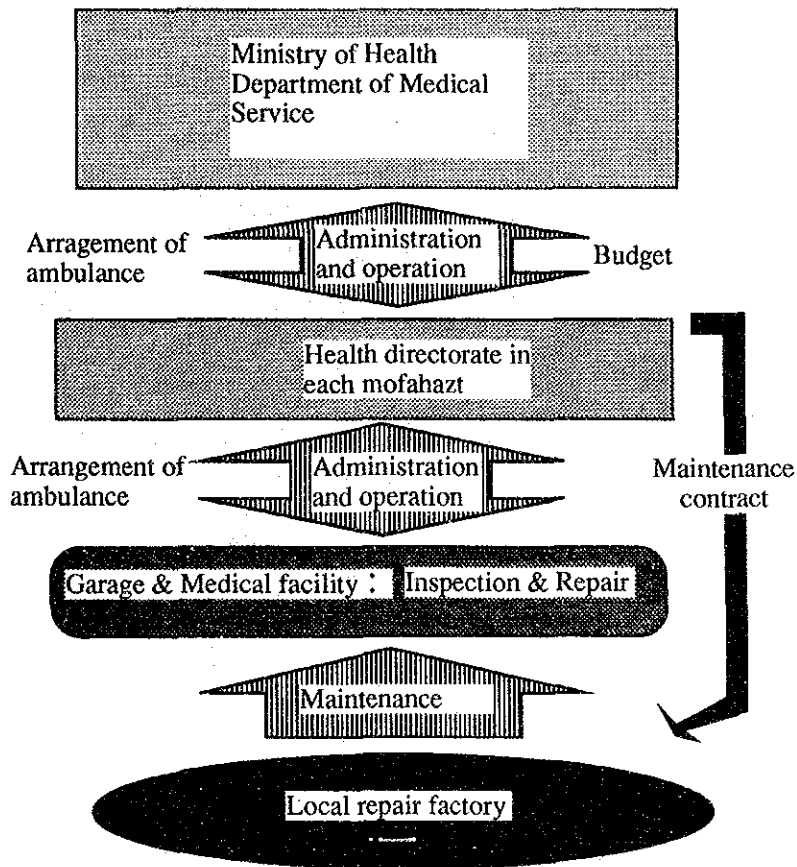 Ministry of Health
Department of Medical
Service
Arragement of
ambulance
Administration
and operation
Budget
Health directorate in
each mofahazt
Arrangement of
ambulance
Administration
and operation
Maintenance
contract
Garage & Medical facility : Inspection & Repair
Maintenance
Local repair factory